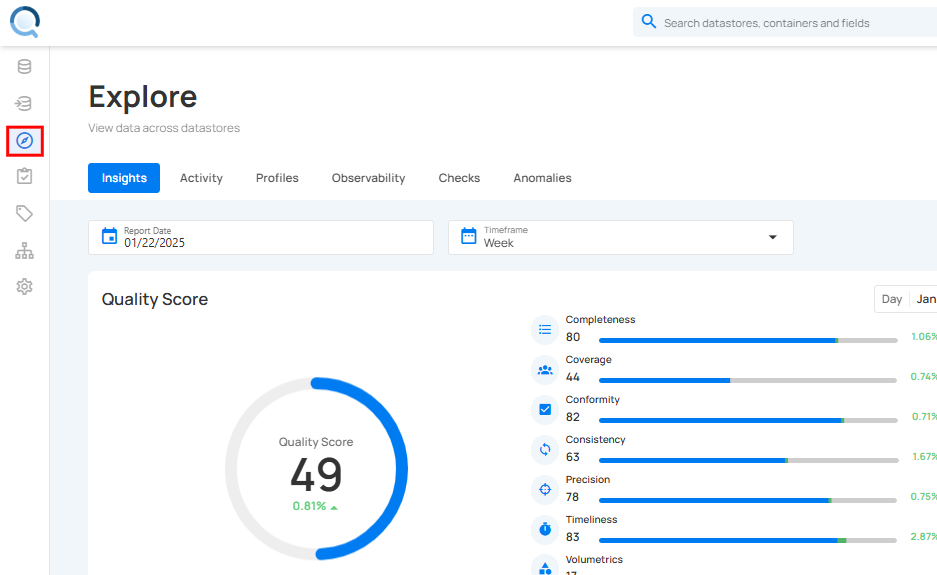 Search datastores, containers and fields
Explore
View data across datastores
Insights Activity Profiles Observability Checks Anomalies
Report Date
01/22/2025
Timeframe
Week
Quality Score
Day Jan
Quality Score
49
0.81%
Completeness
80 1.06%
Coverage
44 0.74%
Conformity
82 0.71%
Consistency
63 1.67%
Precision
78 0.75%
Timeliness
83 2.87%
Volumetrics
17